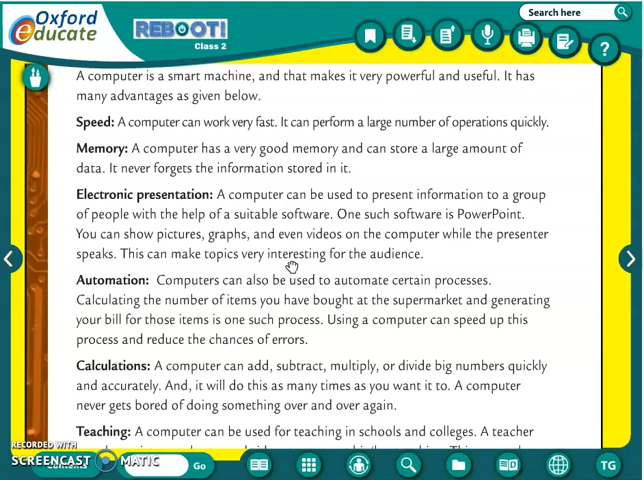 Oxford
educate
REBOOT!
Class 2
Search here
?
A computer is a smart machine, and that makes it very powerful and useful. It has
many advantages as given below.
Speed: A computer can work very fast. It can perform a large number of operations quickly.
Memory: A computer has a very good memory and can store a large amount of
data. It never forgets the information stored in it.
Electronic presentation: A computer can be used to present information to a group
of people with the help of a suitable software. One such software is PowerPoint.
You can show pictures, graphs, and even videos on the computer while the presenter
speaks. This can make topics very interesting for the audience.
Automation: Computers can also be used to automate certain processes.
Calculating the number of items you have bought at the supermarket and generating
your bill for those items is one such process. Using a computer can speed up this
process and reduce the chances of errors.
Calculations: A computer can add, subtract, multiply, or divide big numbers quickly
and accurately. And, it will do this as many times as you want it to. A computer
never gets bored of doing something over and over again.
Teaching: A computer can be used for teaching in schools and colleges. A teacher
RECORDED WITH
SCREENCAST MATIC
Contents
Go
D
TG